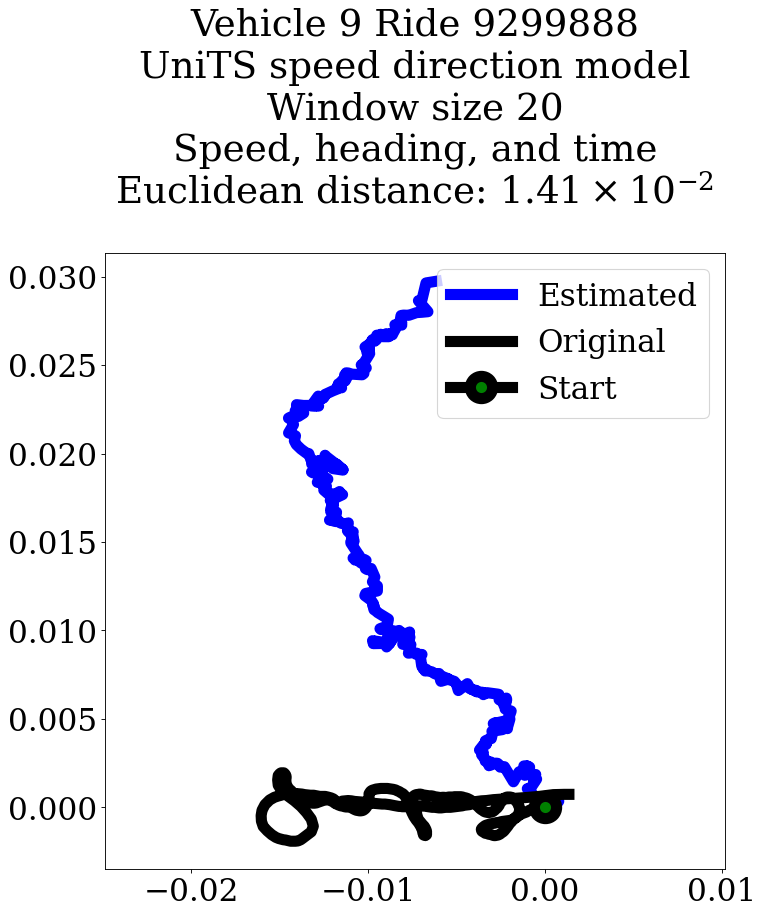 Vehicle 9 Ride 9299888
UniTS speed direction model
Window size 20
Speed, heading, and time
Euclidean distance: 1.41 × 10⁻²
0.030
0.025
0.020
0.015
0.010
0.005
0.000
Estimated
Original
Start
−0.02 −0.01 0.00 0.01